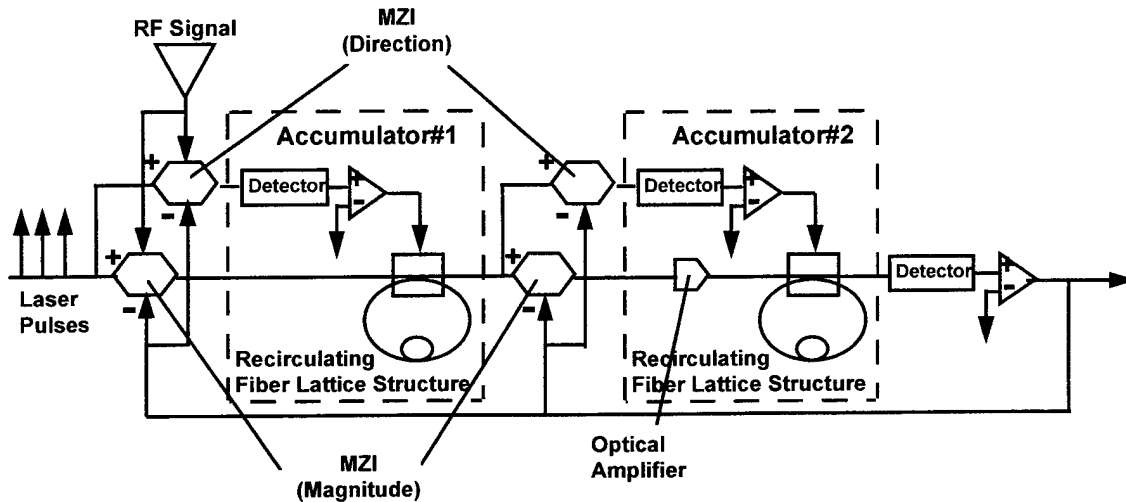 RF Signal
MZI
(Direction)
Accumulator#1
Accumulator#2
+
+
Detector
+
-
-
Detector
+
-
-
+
-
+
-
Detector
+
-
Laser
Pulses
Recirculating
Fiber Lattice Structure
Recirculating
Fiber Lattice Structure
Optical
Amplifier
MZI
(Magnitude)